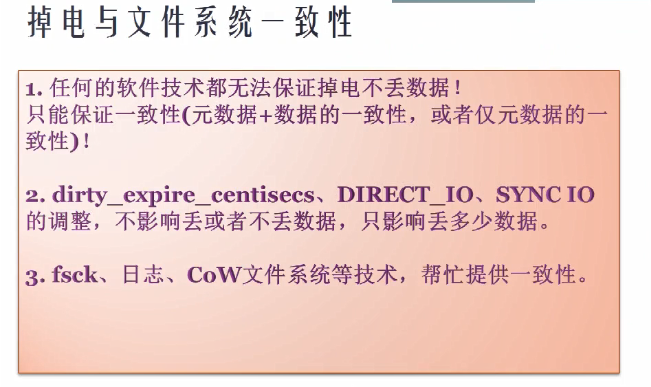 掉电与文件系统一致性
1. 任何的软件技术都无法保证掉电不丢数据！
只能保证一致性(元数据+数据的一致性，或者仅元数据的一
致性)！
2. dirty_expire_centisecs、DIRECT_IO、SYNC IO
的调整，不影响丢或者不丢数据，只影响丢多少数据。
3. fsck、日志、CoW文件系统等技术，帮忙提供一致性。